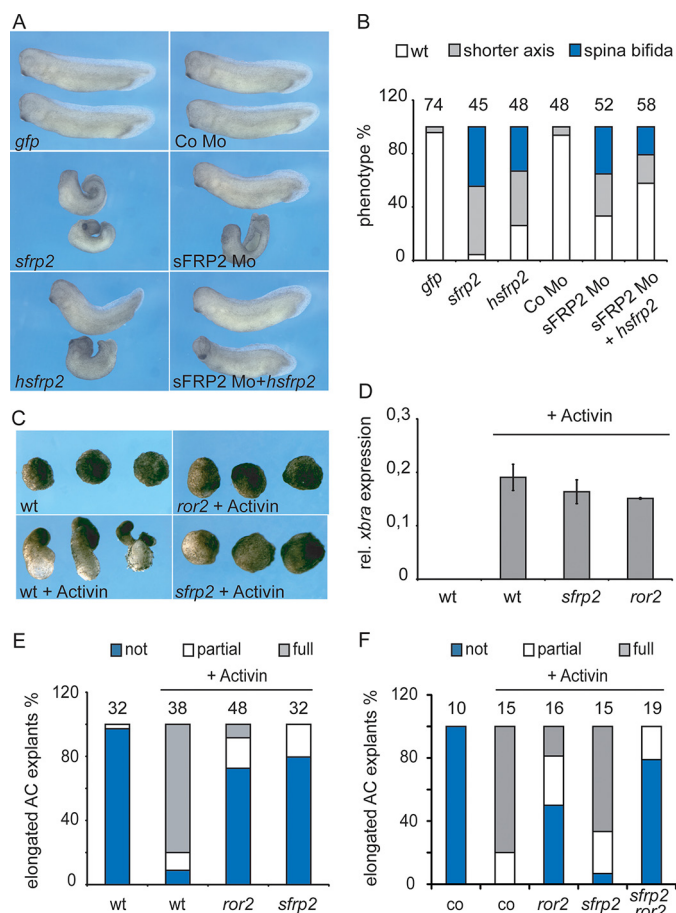 A
gfp
Co Mo
sfrp2
sFRP2 Mo
hsfrp2
sFRP2 Mo+hsfrp2
B
wt shorter axis spina bifida
74 45 48 48 52 58
phenotype %
100
80
40
0
gfp
sfrp2
hsfrp2
Co Mo
sFRP2 Mo
sFRP2 Mo
+ hsfrp2
C
wt
ror2 + Activin
wt + Activin
sfrp2 + Activin
D
+ Activin
rel. xbra expression
0,3
0,2
0,1
0
wt wt sfrp2 ror2
E
not partial full
+ Activin
32 38 48 32
elongated AC explants %
100
80
40
0
wt wt ror2 sfrp2
F
not partial full
+ Activin
10 15 16 15 19
elongated AC explants %
100
80
40
0
co co ror2 sfrp2 sfrp2
ror2